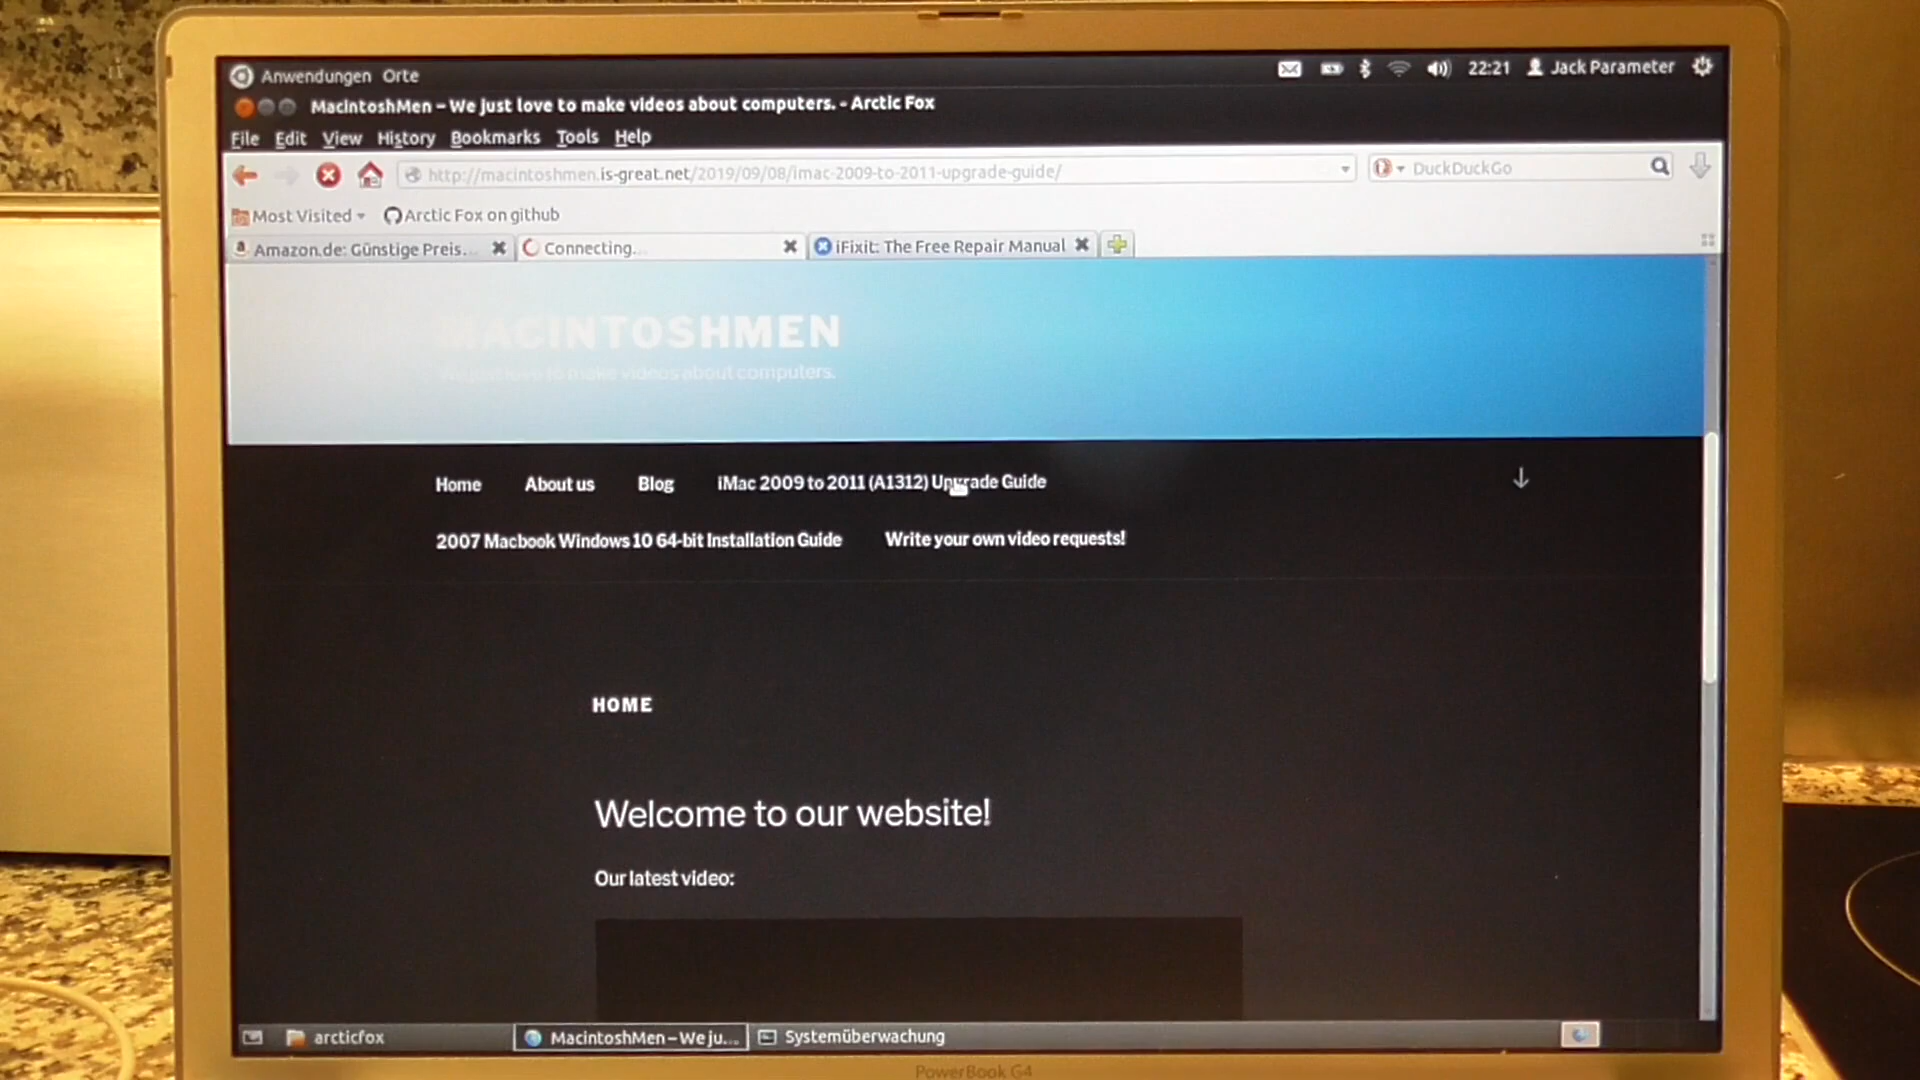 Anwendungen Orte 22:21 Jack Parameter
MacintoshMen – We just love to make videos about computers. - Arctic Fox
File Edit View History Bookmarks Tools Help
http://macintoshmen.is-great.net/2019/09/08/imac-2009-to-2011-upgrade-guide/ DuckDuckGo
Most Visited Arctic Fox on github
Amazon.de: Günstige Preis... Connecting... iFixit: The Free Repair Manual
MACINTOSHMEN
We just love to make videos about computers.
Home About us Blog iMac 2009 to 2011 (A1312) Upgrade Guide
2007 Macbook Windows 10 64-bit Installation Guide Write your own video requests!
HOME
Welcome to our website!
Our latest video:
arcticfox MacintoshMen – We ju... Systemüberwachung
PowerBook G4